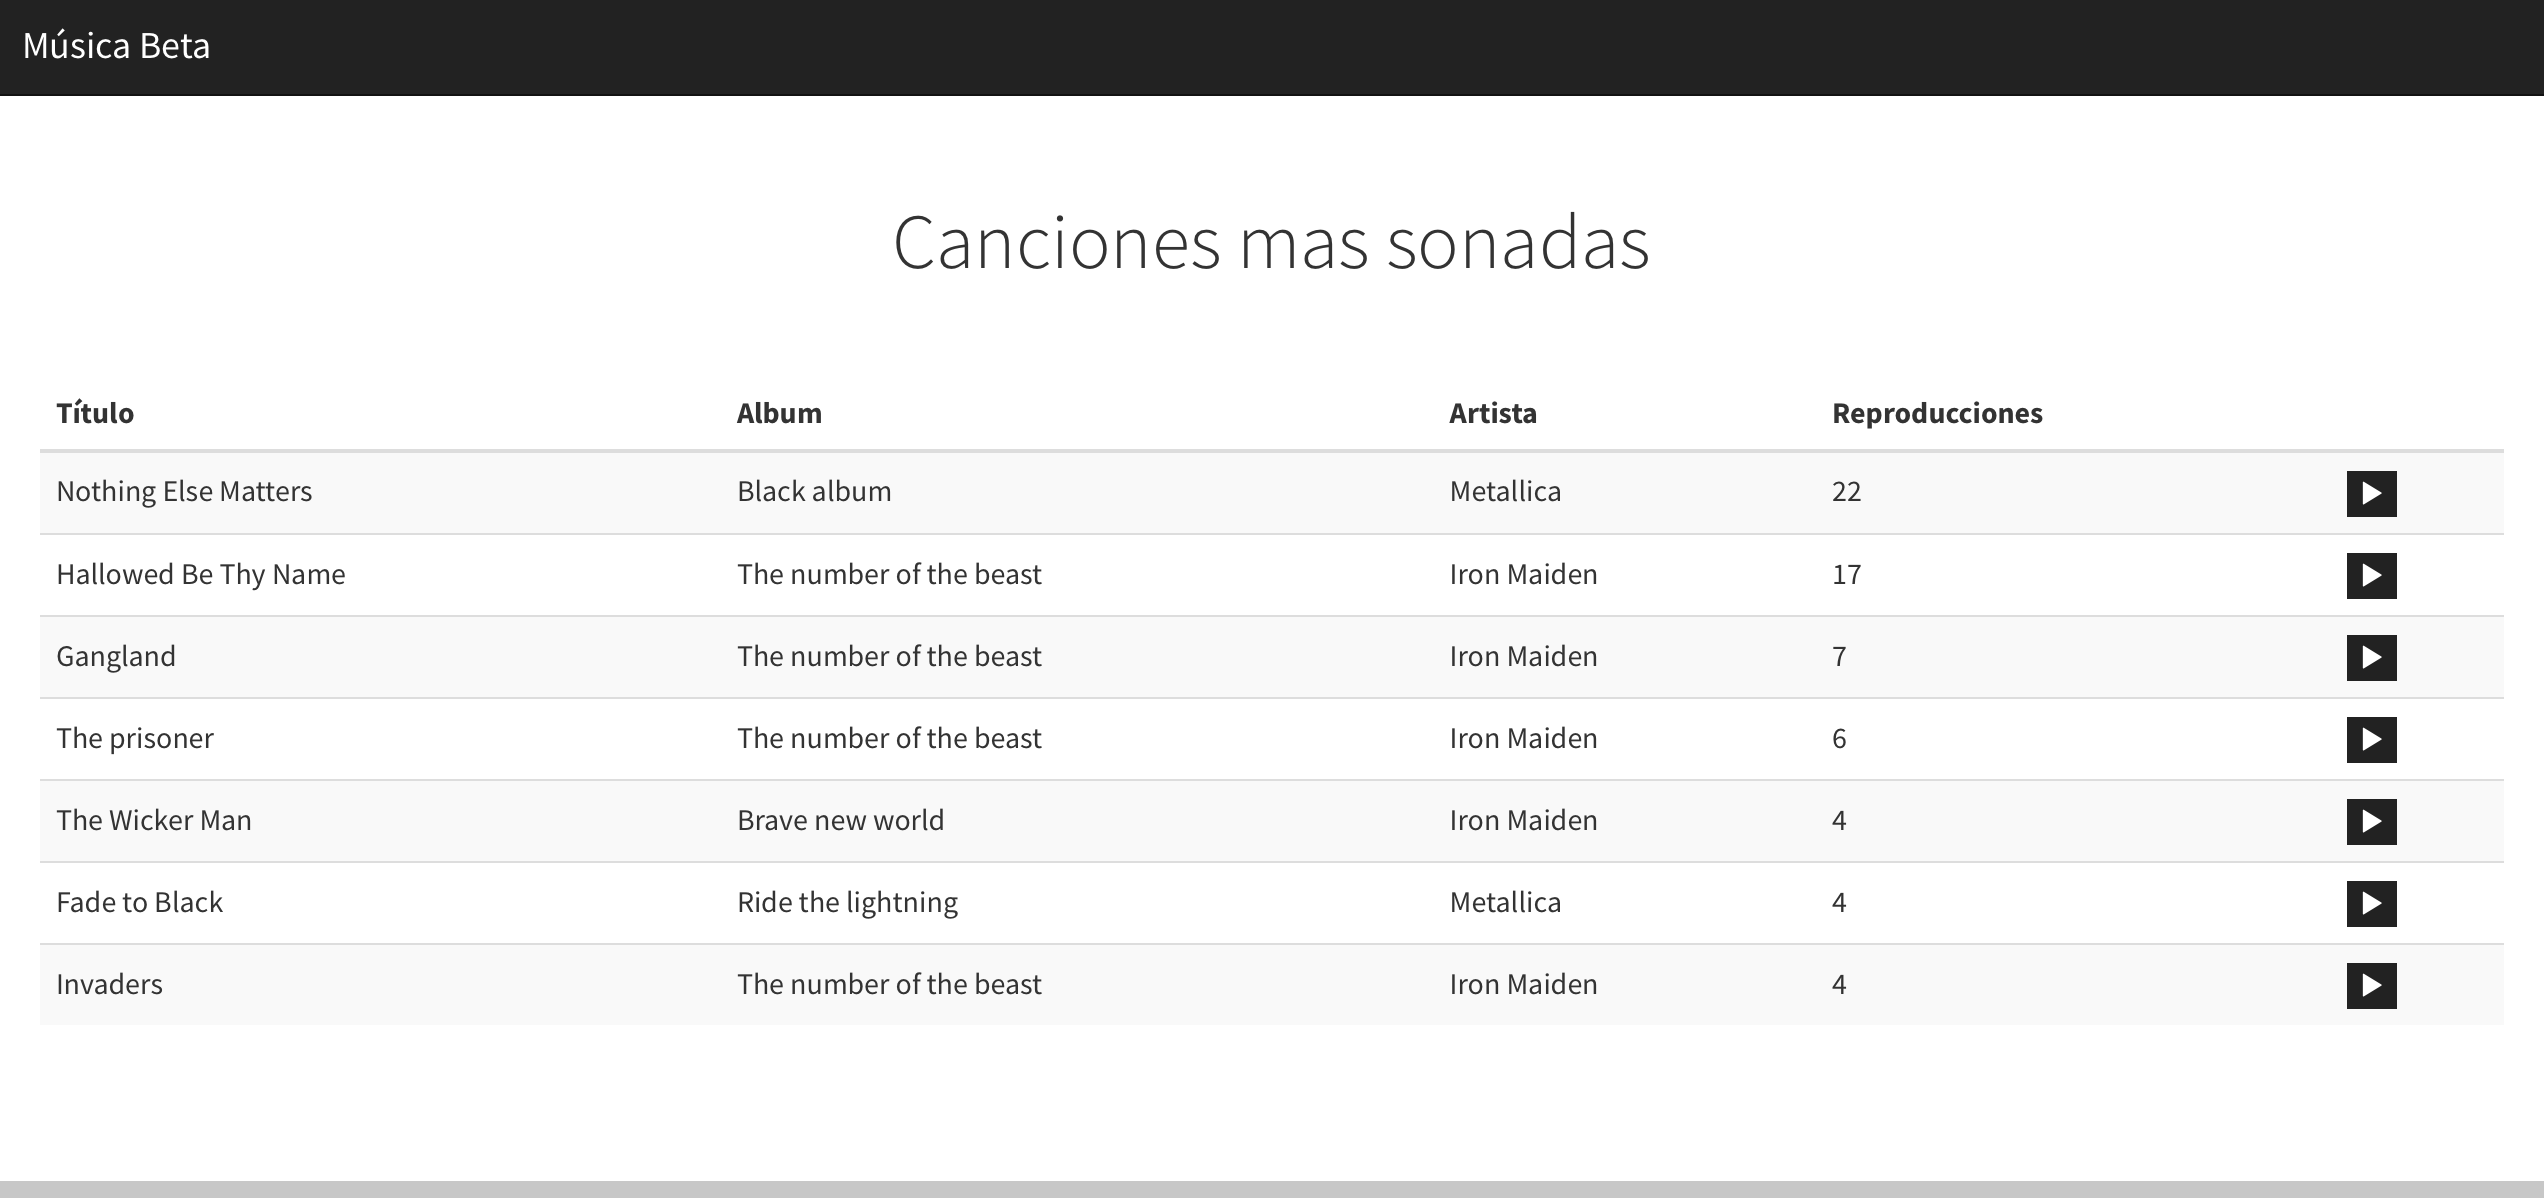 Música Beta
Canciones mas sonadas
Título Album Artista Reproducciones
Nothing Else Matters Black album Metallica 22
Hallowed Be Thy Name The number of the beast Iron Maiden 17
Gangland The number of the beast Iron Maiden 7
The prisoner The number of the beast Iron Maiden 6
The Wicker Man Brave new world Iron Maiden 4
Fade to Black Ride the lightning Metallica 4
Invaders The number of the beast Iron Maiden 4